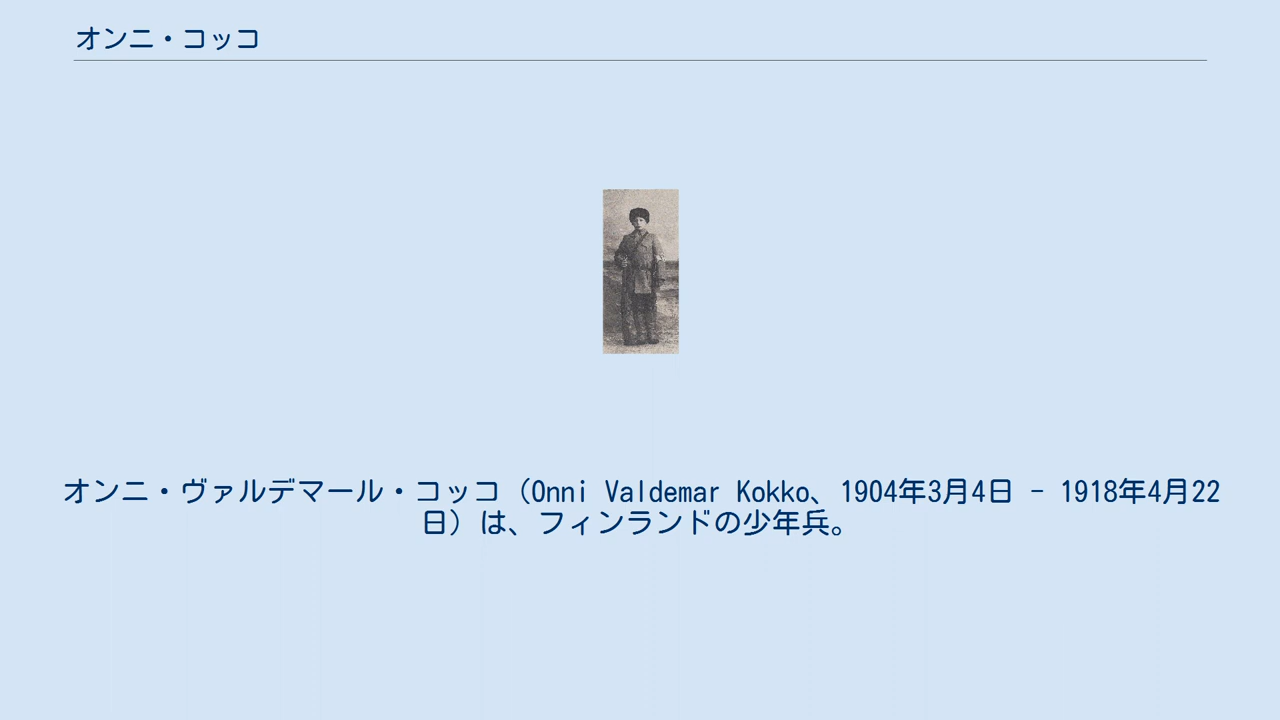 オンニ・コッコ
オンニ・ヴァルデマール・コッコ（Onni Valdemar Kokko、1904年3月4日 - 1918年4月22
日）は、フィンランドの少年兵。